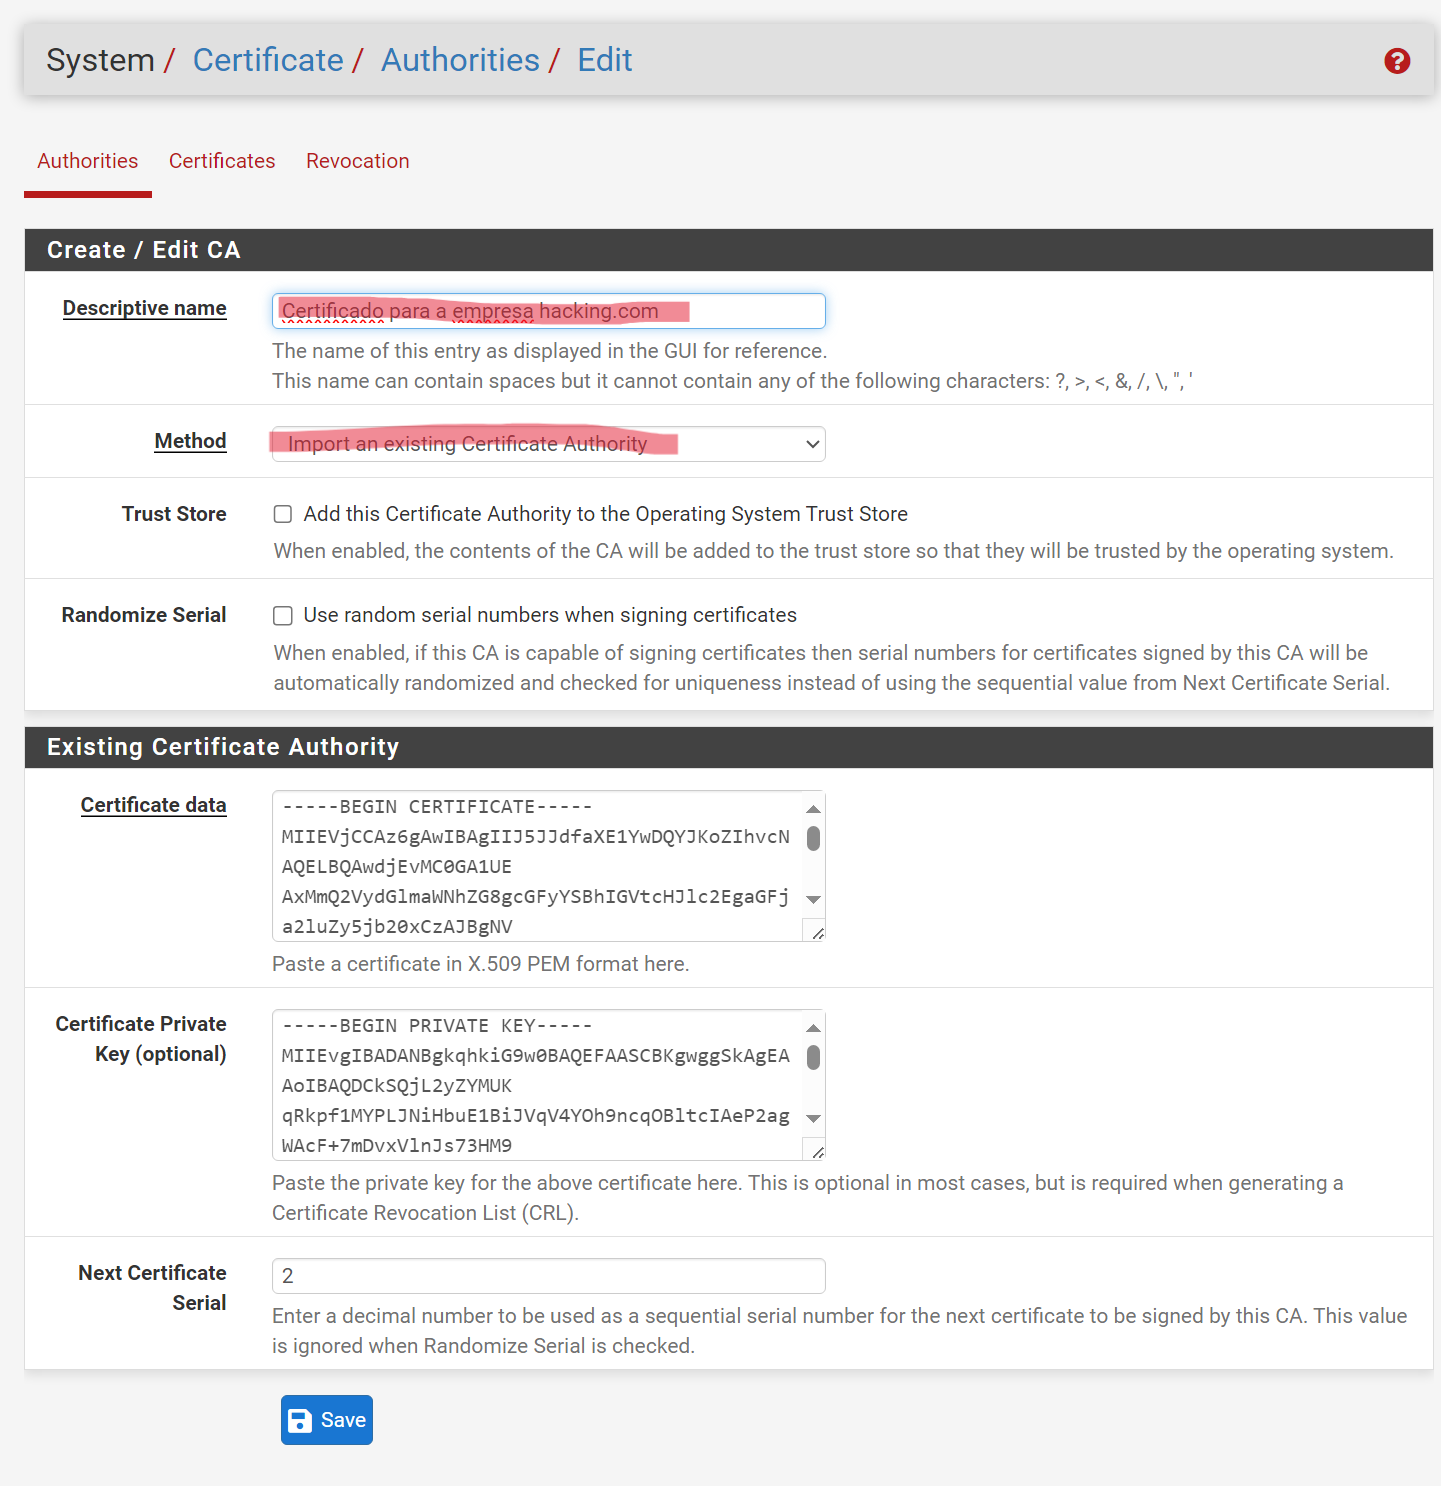 System / Certificate / Authorities / Edit
Authorities Certificates Revocation
Create / Edit CA
Descriptive name
Certificado para a empresa hacking.com
The name of this entry as displayed in the GUI for reference.
This name can contain spaces but it cannot contain any of the following characters: ?, >, <, &, /, \, ", '
Method
Import an existing Certificate Authority
Trust Store
Add this Certificate Authority to the Operating System Trust Store
When enabled, the contents of the CA will be added to the trust store so that they will be trusted by the operating system.
Randomize Serial
Use random serial numbers when signing certificates
When enabled, if this CA is capable of signing certificates then serial numbers for certificates signed by this CA will be
automatically randomized and checked for uniqueness instead of using the sequential value from Next Certificate Serial.
Existing Certificate Authority
Certificate data
-----BEGIN CERTIFICATE-----
MIIEVjCCAz6gAwIBAgIIJ5JJdfaXE1YwDQYJKoZIhvcN
AQELBQAwdjEvMC0GA1UE
AxMmQ2VydGlmaWNhZG8gcGFyYSBhIGVtcHJlc2EgaGFj
a2luZy5jb20xCzAJBgNV
Paste a certificate in X.509 PEM format here.
Certificate Private
Key (optional)
-----BEGIN PRIVATE KEY-----
MIIEvgIBADANBgkqhkiG9w0BAQEFAASCBKgwggSkAgEA
AoIBAQDCkSQjL2yZYMUK
qRkpf1MYPLJNiHbuE1BiJVqV4YOh9ncqOBltcIAeP2ag
WAcF+7mDvxVlnJs73HM9
Paste the private key for the above certificate here. This is optional in most cases, but is required when generating a
Certificate Revocation List (CRL).
Next Certificate
Serial
2
Enter a decimal number to be used as a sequential serial number for the next certificate to be signed by this CA. This value
is ignored when Randomize Serial is checked.
Save